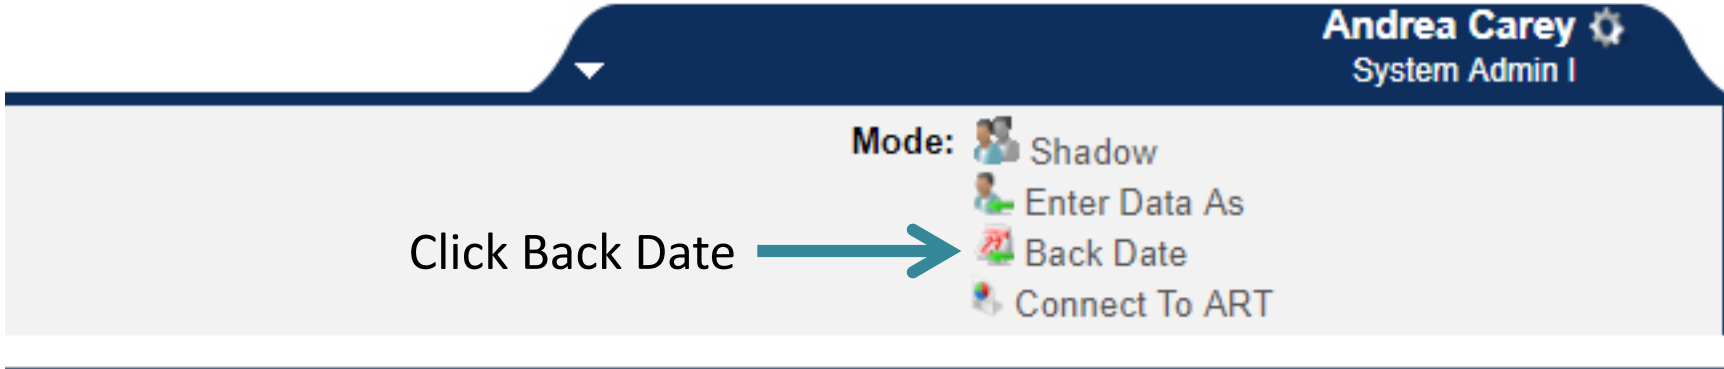 Andrea Carey
System Admin I
Mode: Shadow
Enter Data As
Click Back Date Back Date
Connect To ART